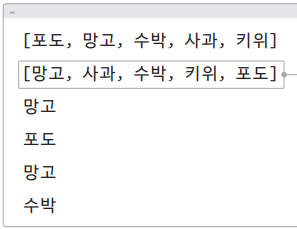 [포도, 망고, 수박, 사과, 키위]
[망고, 사과, 수박, 키위, 포도]
망고
포도
망고
수박